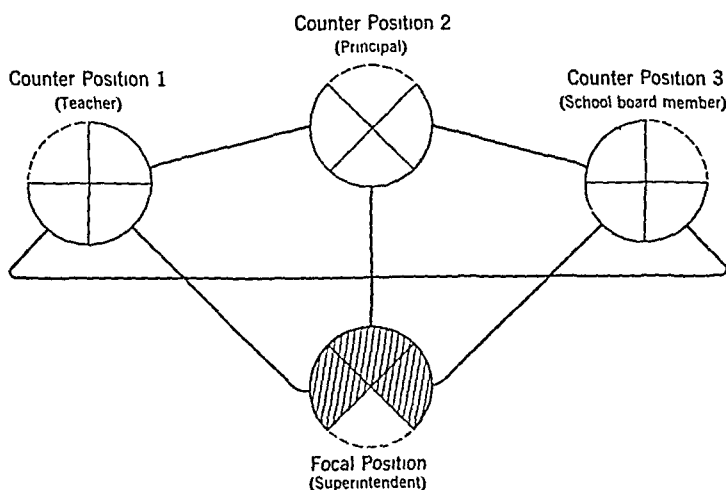 Counter Position 2
(Principal)
Counter Position 1
(Teacher)
Counter Position 3
(School board member)
Focal Position
(Superintendent)